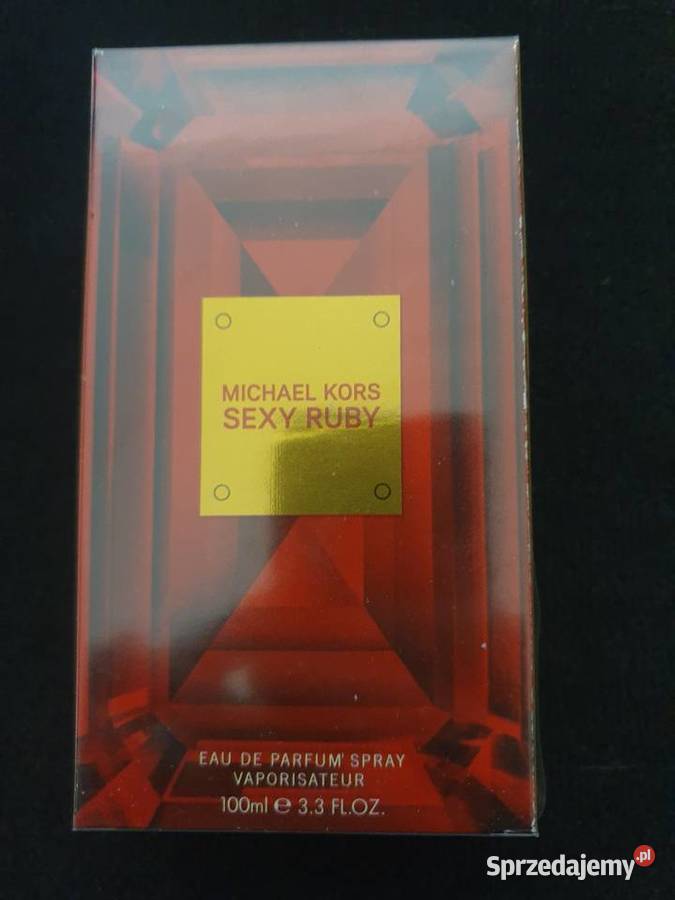 MICHAEL KORS
SEXY RUBY
EAU DE PARFUM SPRAY
VAPORISATEUR
100ml ℮ 3.3 FL.OZ.
Sprzedajemy.pl